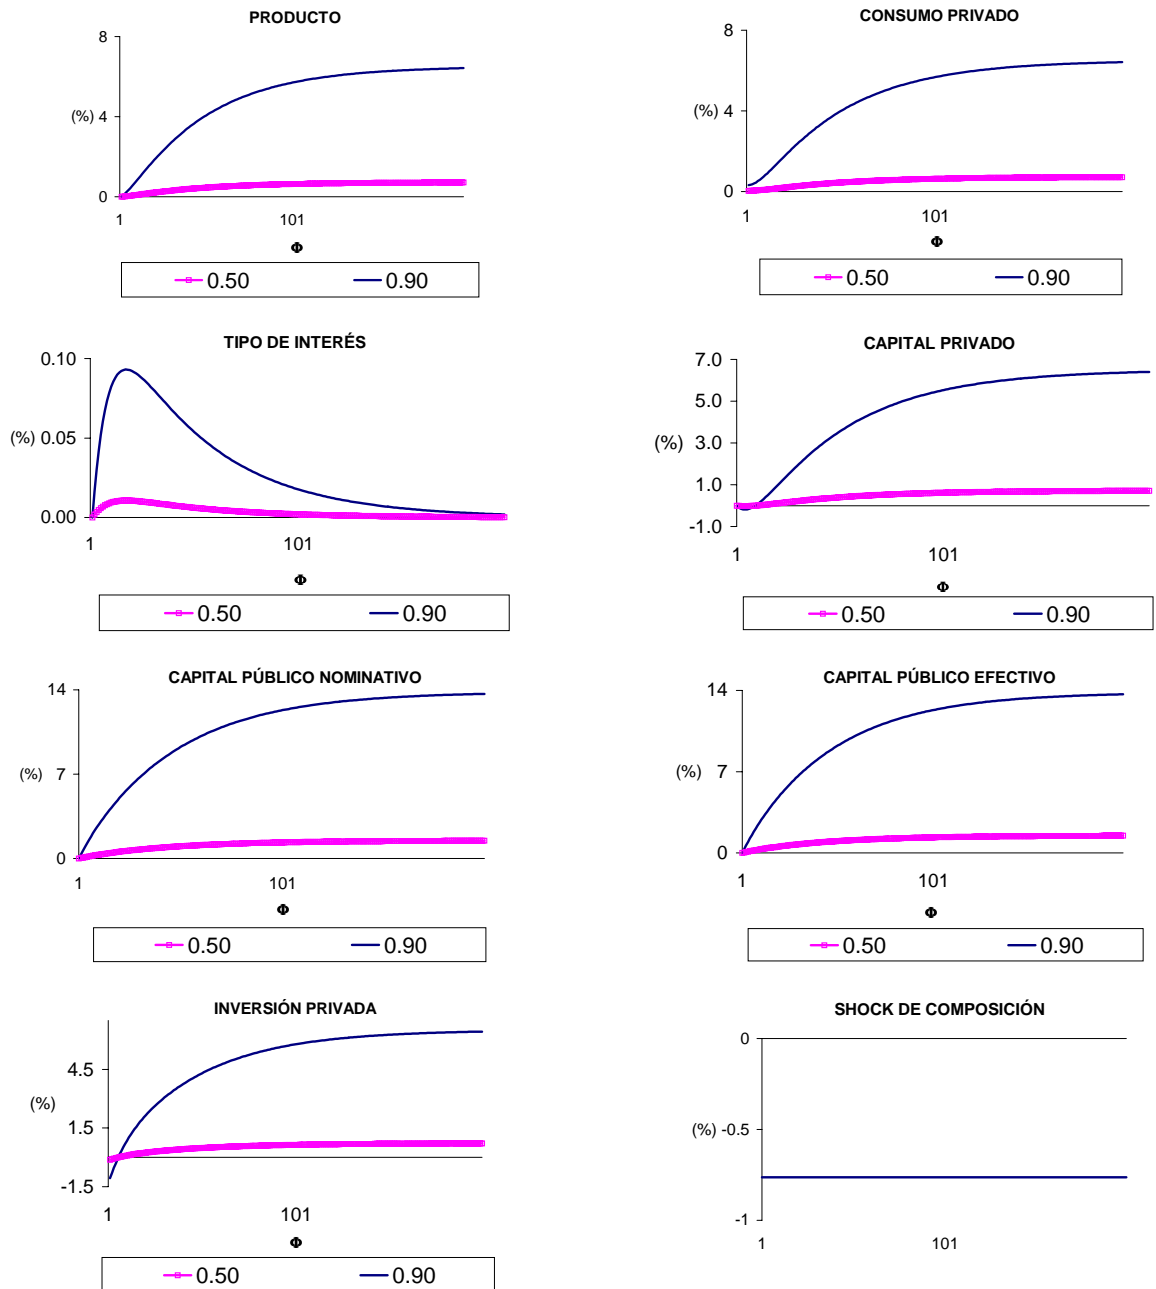 PRODUCTO
8
(%) 4
0
1 101
Φ
0.50 0.90
CONSUMO PRIVADO
8
(%) 4
0
1 101
Φ
0.50 0.90
TIPO DE INTERÉS
0.10
(%) 0.05
0.00
1 101
Φ
0.50 0.90
CAPITAL PRIVADO
7.0
5.0
(%) 3.0
1.0
-1.0
1 101
Φ
0.50 0.90
CAPITAL PÚBLICO NOMINATIVO
14
(%) 7
0
1 101
Φ
0.50 0.90
CAPITAL PÚBLICO EFECTIVO
14
(%) 7
0
1 101
Φ
0.50 0.90
INVERSIÓN PRIVADA
4.5
(%)
1.5
-1.5
1 101
Φ
0.50 0.90
SHOCK DE COMPOSICIÓN
0
(%) -0.5
-1
1 101